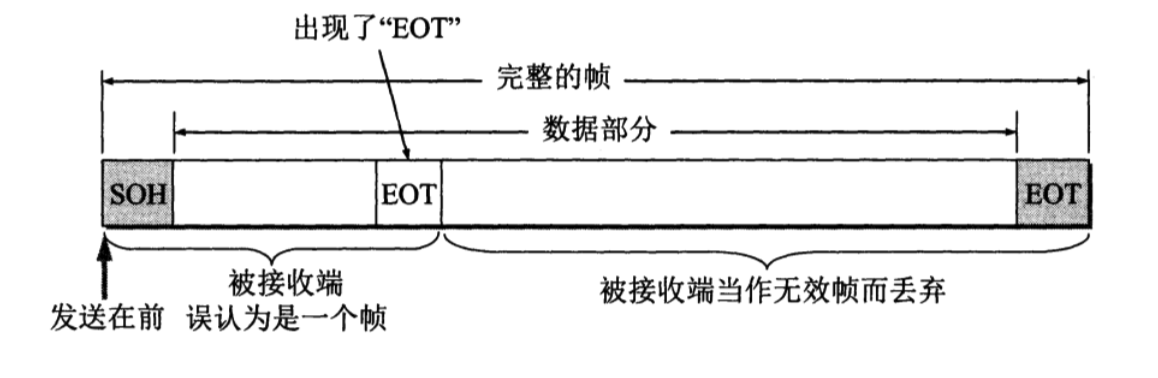 出现了“EOT”
完整的帧
数据部分
SOH
EOT
EOT
被接收端
误认为是一个帧
被接收端当作无效帧而丢弃
发送在前